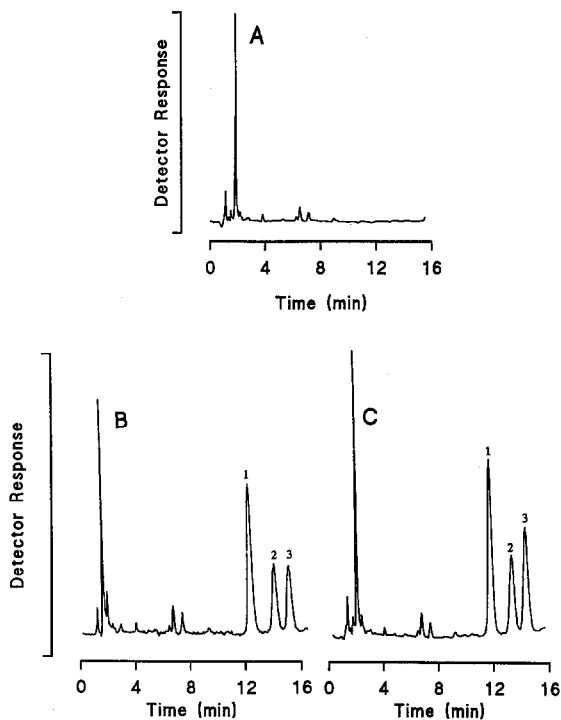 A
Detector Response
0 4 8 12 16
Time (min)
B
1
2
3
Detector Response
0 4 8 12 16
Time (min)
C
1
2
3
0 4 8 12 16
Time (min)